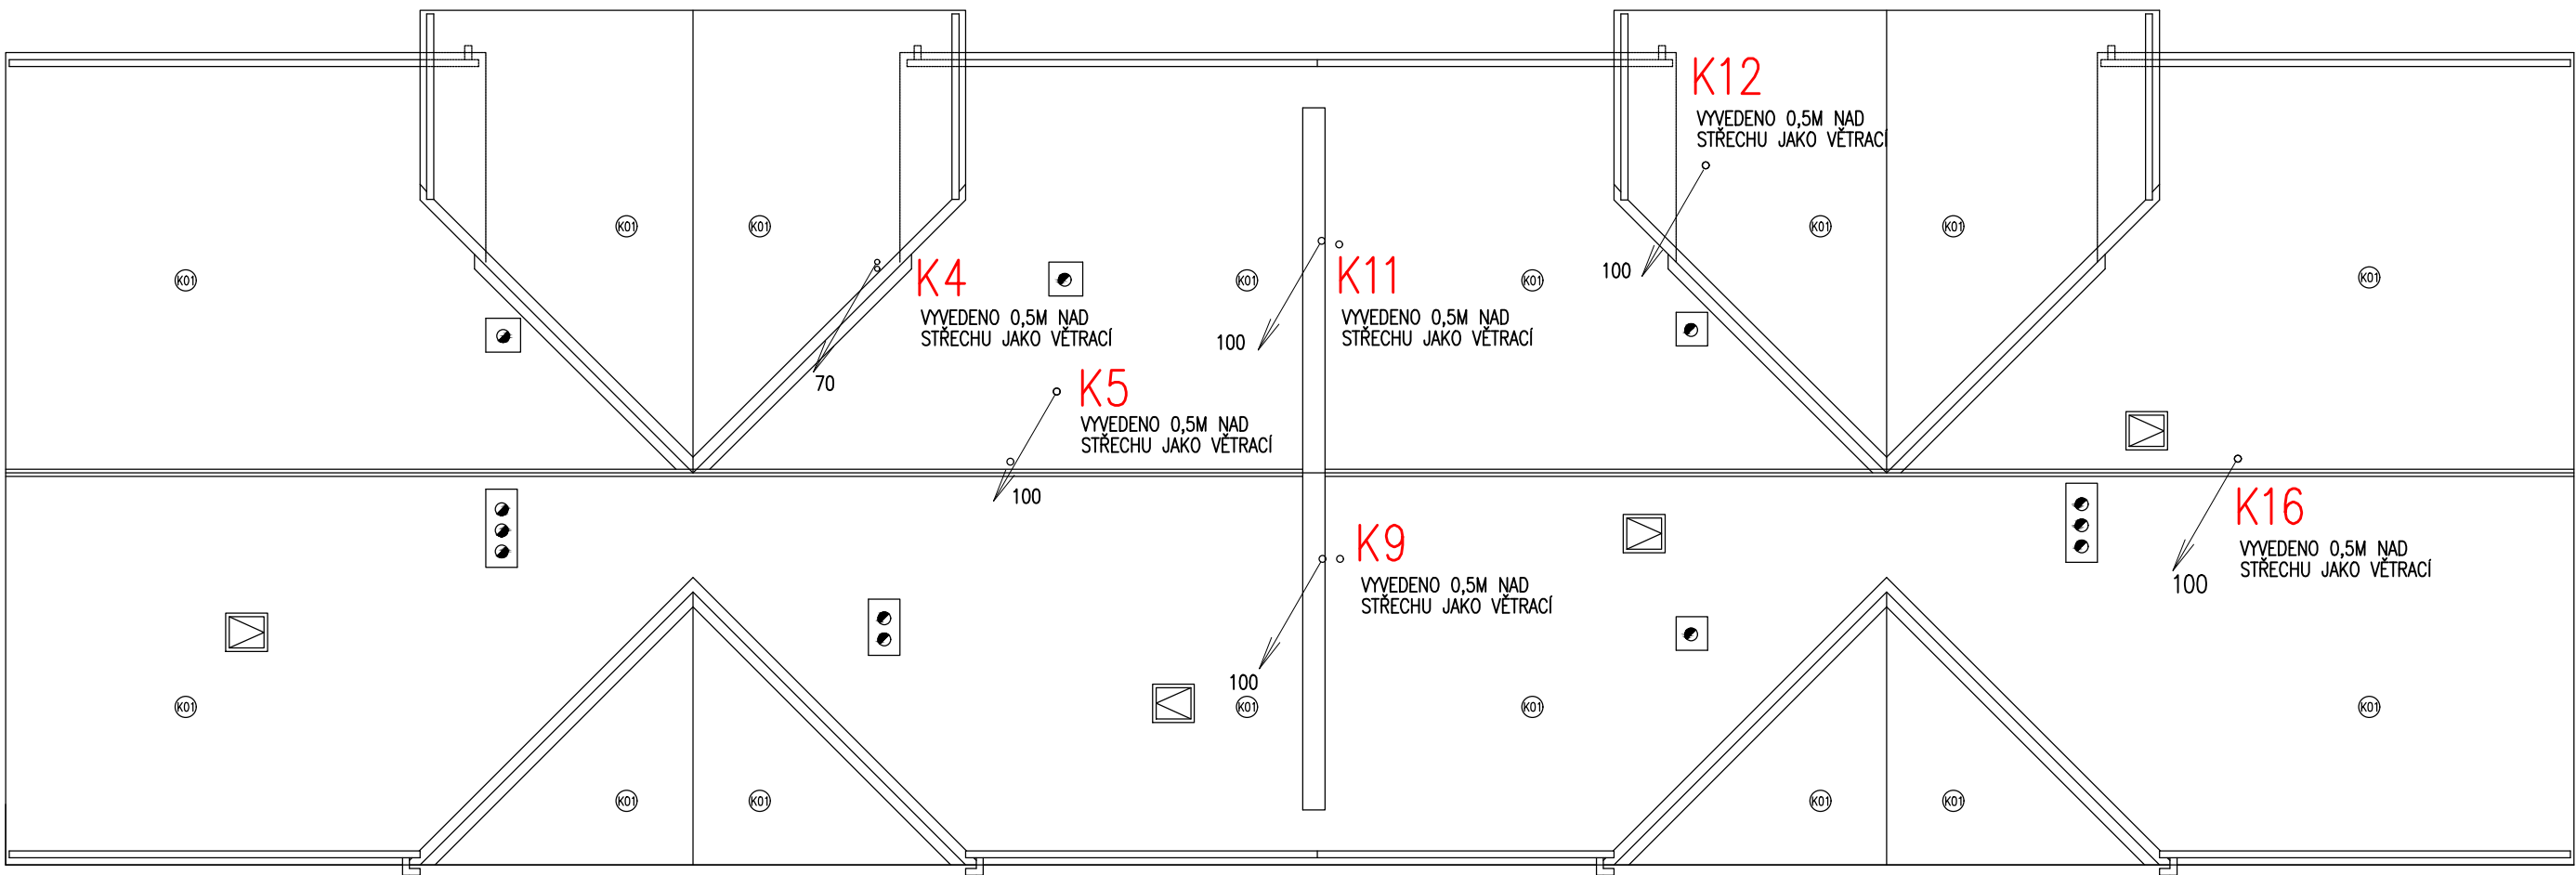 K12
VYVEDENO 0,5M NAD
STŘECHU JAKO VĚTRACÍ
100
K01
K01
K01
K01
K01
K01
K01
K01
K4
VYVEDENO 0,5M NAD
STŘECHU JAKO VĚTRACÍ
70
K11
VYVEDENO 0,5M NAD
STŘECHU JAKO VĚTRACÍ
100
K5
VYVEDENO 0,5M NAD
STŘECHU JAKO VĚTRACÍ
100
K16
VYVEDENO 0,5M NAD
STŘECHU JAKO VĚTRACÍ
100
K9
VYVEDENO 0,5M NAD
STŘECHU JAKO VĚTRACÍ
100
K01
K01
K01
K01
K01
K01
K01
K01